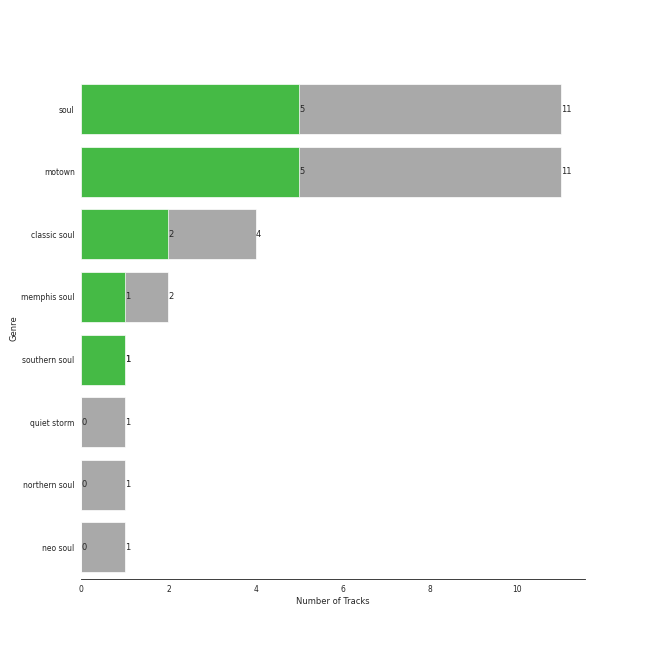 soul 5 11
motown 5 11
classic soul 2 4
memphis soul 1 2
southern soul 1
quiet storm 0 1
northern soul 0 1
neo soul 0 1
Genre
0 2 4 6 8 10
Number of Tracks